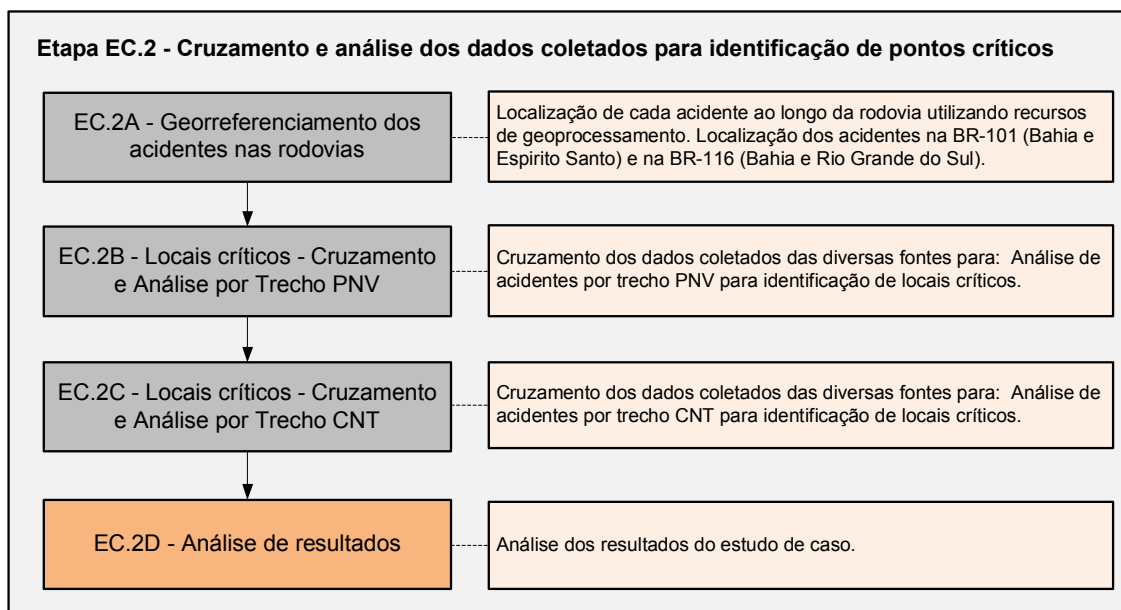 Etapa EC.2 - Cruzamento e análise dos dados coletados para identificação de pontos críticos
EC.2A - Georreferenciamento dos
acidentes nas rodovias
Localização de cada acidente ao longo da rodovia utilizando recursos
de geoprocessamento. Localização dos acidentes na BR-101 (Bahia e
Espirito Santo) e na BR-116 (Bahia e Rio Grande do Sul).
EC.2B - Locais críticos - Cruzamento
e Análise por Trecho PNV
Cruzamento dos dados coletados das diversas fontes para: Análise de
acidentes por trecho PNV para identificação de locais críticos.
EC.2C - Locais críticos - Cruzamento
e Análise por Trecho CNT
Cruzamento dos dados coletados das diversas fontes para: Análise de
acidentes por trecho CNT para identificação de locais críticos.
EC.2D - Análise de resultados
Análise dos resultados do estudo de caso.